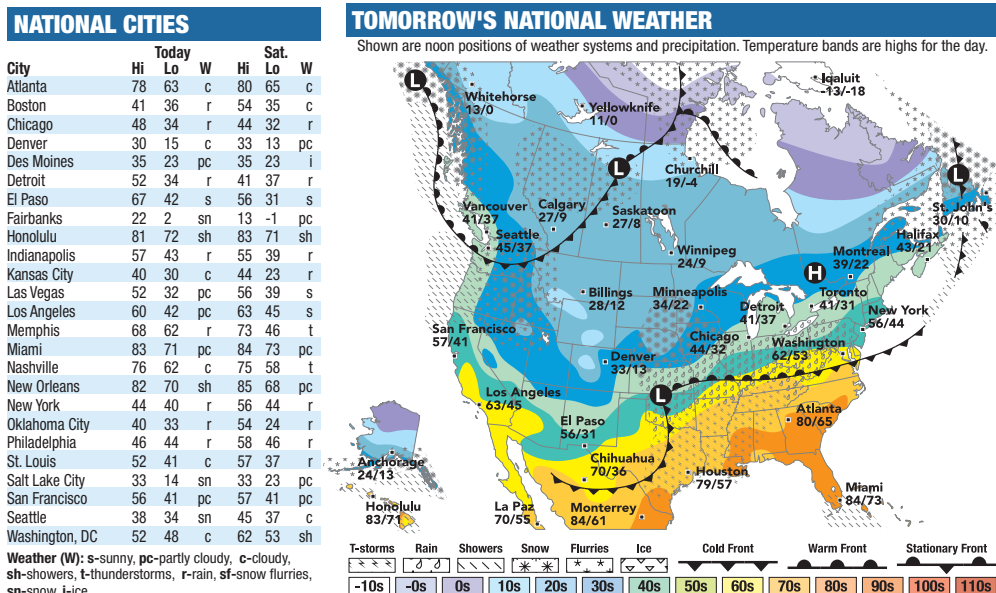 NATIONAL CITIES
Today Sat.
City Hi Lo W Hi Lo W
Atlanta 78 63 c 80 65 c
Boston 41 36 r 54 35 c
Chicago 48 34 r 44 32 r
Denver 30 15 c 33 13 pc
Des Moines 35 23 pc 35 23 i
Detroit 52 34 r 41 37 r
El Paso 67 42 s 56 31 s
Fairbanks 22 2 sn 13 -1 pc
Honolulu 81 72 sh 83 71 sh
Indianapolis 57 43 r 55 39 r
Kansas City 40 30 c 44 23 r
Las Vegas 52 32 pc 56 39 s
Los Angeles 60 42 pc 63 45 s
Memphis 68 62 r 73 46 t
Miami 83 71 pc 84 73 pc
Nashville 76 62 c 75 58 t
New Orleans 82 70 sh 85 68 pc
New York 44 40 r 56 44 r
Oklahoma City 40 33 r 54 24 r
Philadelphia 46 44 r 58 46 r
St. Louis 52 41 c 57 37 r
Salt Lake City 33 14 sn 33 23 pc
San Francisco 56 41 pc 57 41 pc
Seattle 38 34 sn 45 37 c
Washington, DC 52 48 c 62 53 sh
Weather (W): s-sunny, pc-partly cloudy, c-cloudy,
sh-showers, t-thunderstorms, r-rain, sf-snow flurries,
sn-snow, i-ice
TOMORROW'S NATIONAL WEATHER
Shown are noon positions of weather systems and precipitation. Temperature bands are highs for the day.
L
Iqaluit
-13/-18
Whitehorse
13/0
Yellowknife
11/0
L
Churchill
19/-4
L
Vancouver
41/37
Calgary
27/9
Saskatoon
27/8
St. John's
30/10
Seattle
45/37
Winnipeg
24/9
Halifax
43/21
Montreal
39/22
H
Billings
28/12
Minneapolis
34/22
Toronto
41/31
Detroit
41/37
New York
56/44
San Francisco
57/41
Chicago
44/32
Washington
62/53
Denver
33/13
L
Los Angeles
63/45
El Paso
56/31
Atlanta
80/65
Chihuahua
70/36
Anchorage
24/13
Houston
79/57
Miami
84/73
Honolulu
83/71
La Paz
70/55
Monterrey
84/61
T-storms Rain Showers Snow Flurries Ice Cold Front Warm Front Stationary Front
-10s -0s 0s 10s 20s 30s 40s 50s 60s 70s 80s 90s 100s 110s